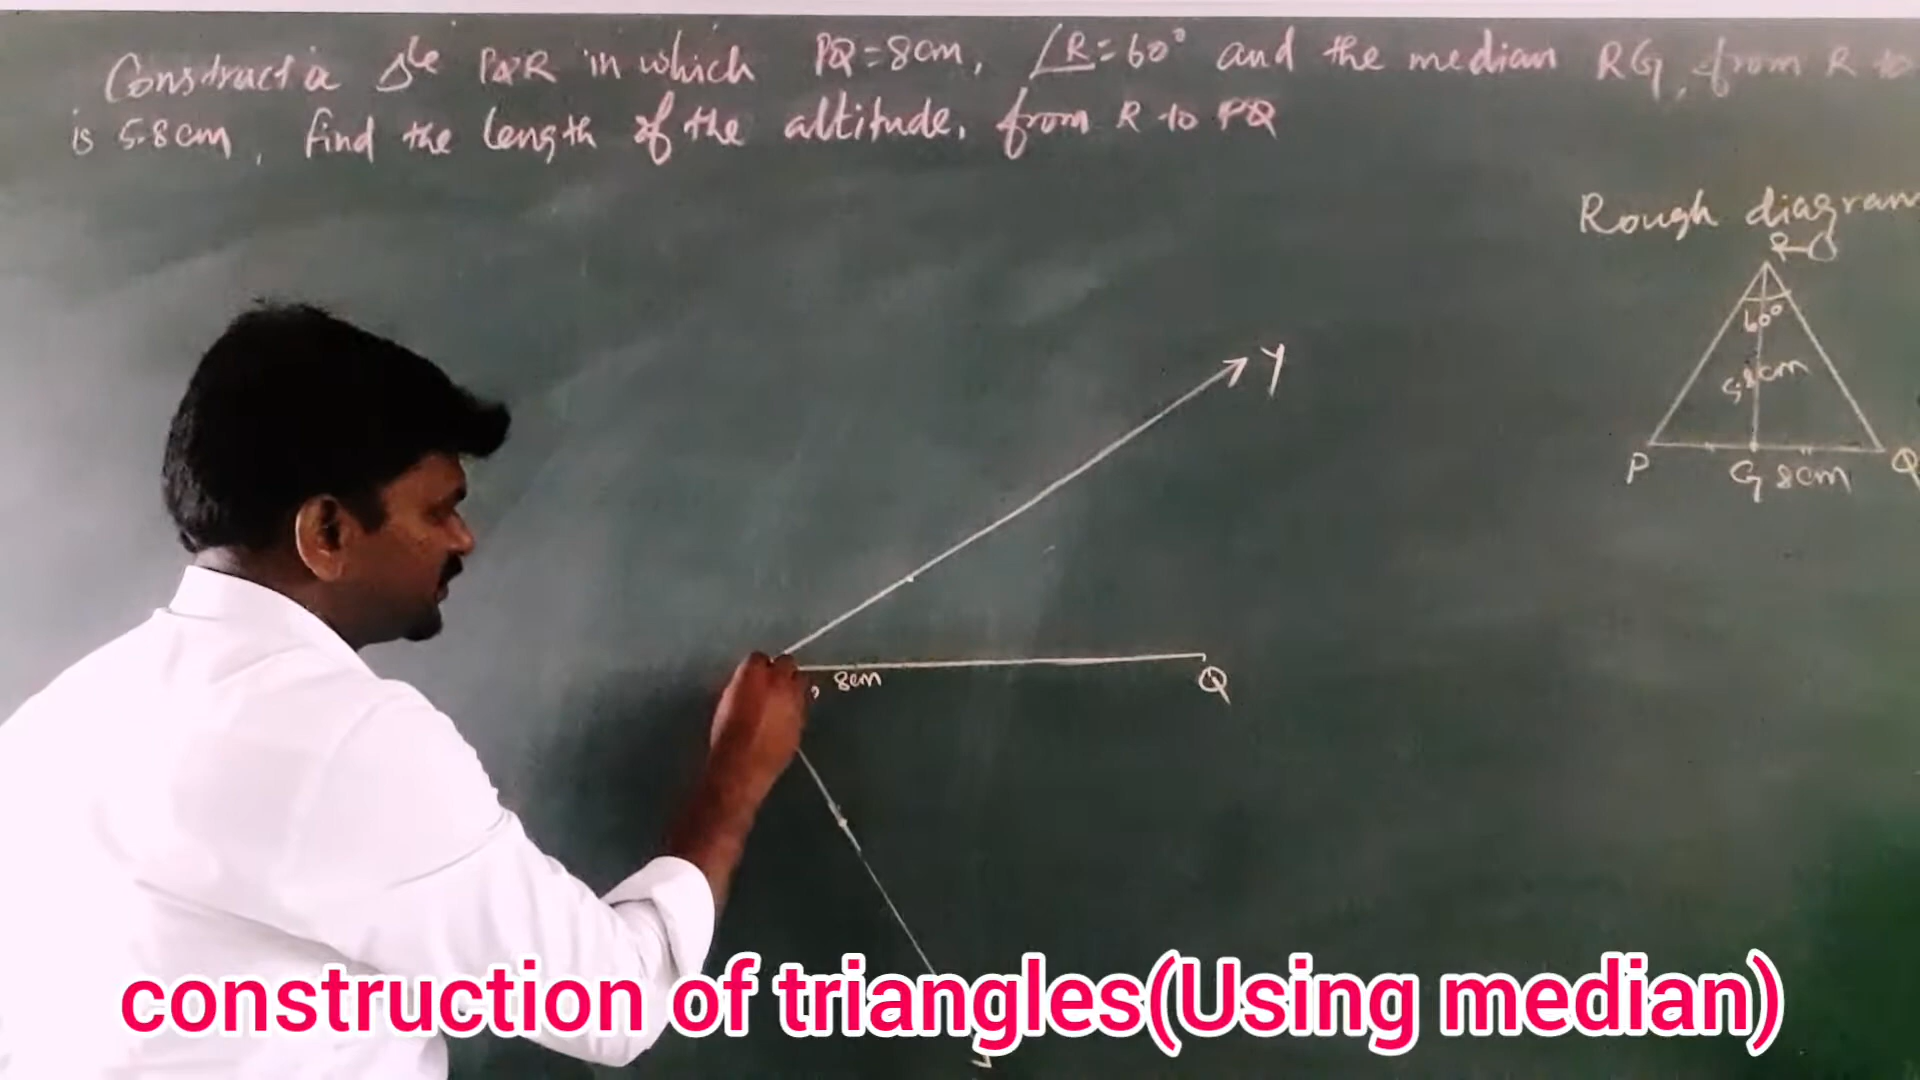 Construct a Δle PQR in which PQ = 8cm, ∠R = 60° and the median RG, from R to
is 5.8cm, find the length of the altitude, from R to PQ
Rough diagram
R
60°
5.8cm
P G 8cm Q
Y
8cm
Q
construction of triangles(Using median)